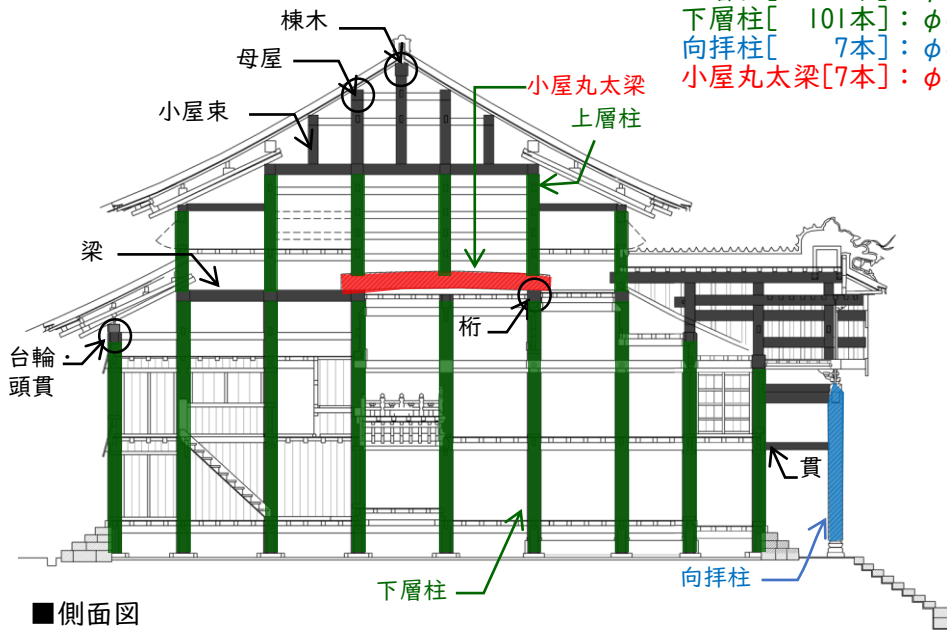 下層柱[ 101本]:φ
向拝柱[ 7本]:φ
小屋丸太梁[7本]:φ
棟木
母屋
小屋束
小屋丸太梁
上層柱
梁
桁
台輪・
頭貫
貫
下層柱
向拝柱
■側面図